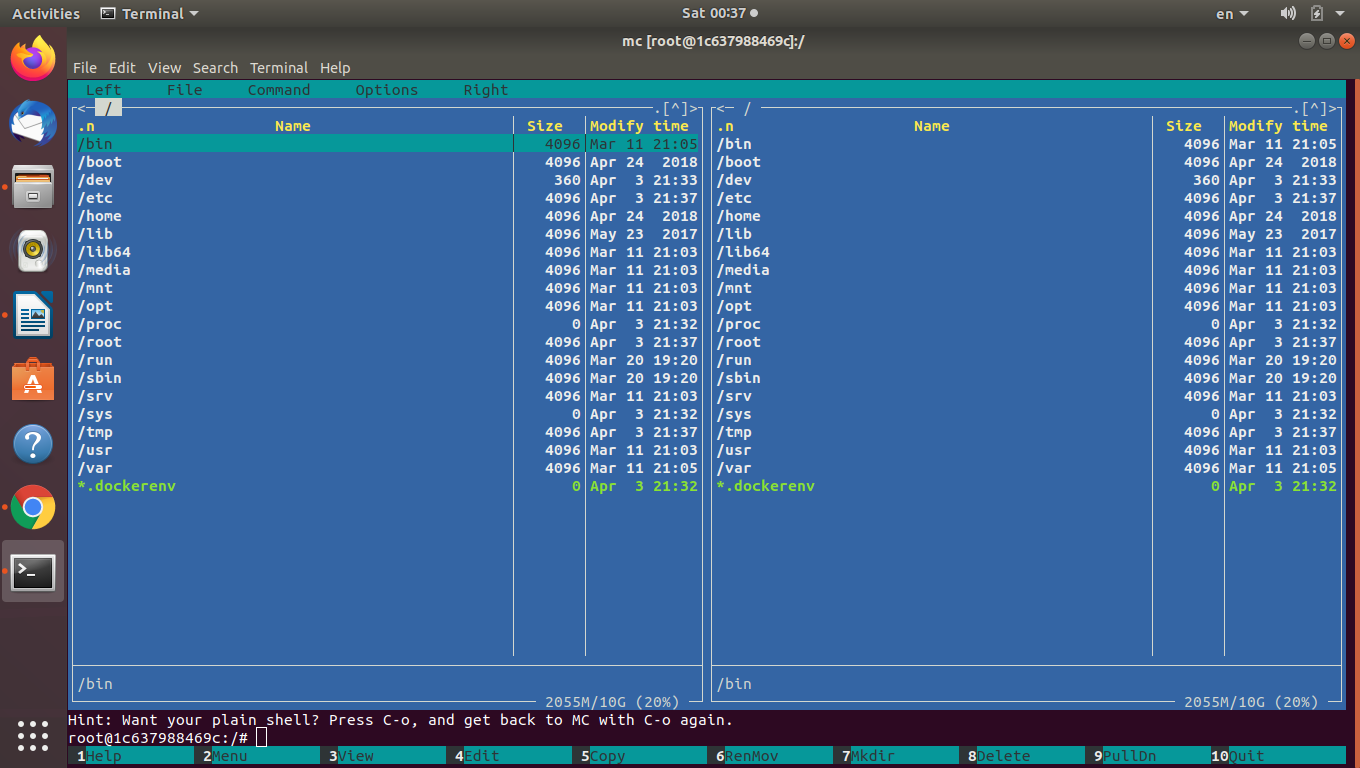 Activities Terminal Sat 00:37 en
mc [root@1c637988469c]:/
File Edit View Search Terminal Help
Left File Command Options Right
<─ / .[^]> <─ / .[^]>
.n Name Size Modify time .n Name Size Modify time
/bin 4096 Mar 11 21:05 /bin 4096 Mar 11 21:05
/boot 4096 Apr 24 2018 /boot 4096 Apr 24 2018
/dev 360 Apr 3 21:33 /dev 360 Apr 3 21:33
/etc 4096 Apr 3 21:37 /etc 4096 Apr 3 21:37
/home 4096 Apr 24 2018 /home 4096 Apr 24 2018
/lib 4096 May 23 2017 /lib 4096 May 23 2017
/lib64 4096 Mar 11 21:03 /lib64 4096 Mar 11 21:03
/media 4096 Mar 11 21:03 /media 4096 Mar 11 21:03
/mnt 4096 Mar 11 21:03 /mnt 4096 Mar 11 21:03
/opt 4096 Mar 11 21:03 /opt 4096 Mar 11 21:03
/proc 0 Apr 3 21:32 /proc 0 Apr 3 21:32
/root 4096 Apr 3 21:37 /root 4096 Apr 3 21:37
/run 4096 Mar 20 19:20 /run 4096 Mar 20 19:20
/sbin 4096 Mar 20 19:20 /sbin 4096 Mar 20 19:20
/srv 4096 Mar 11 21:03 /srv 4096 Mar 11 21:03
/sys 0 Apr 3 21:32 /sys 0 Apr 3 21:32
/tmp 4096 Apr 3 21:37 /tmp 4096 Apr 3 21:37
/usr 4096 Mar 11 21:03 /usr 4096 Mar 11 21:03
/var 4096 Mar 11 21:05 /var 4096 Mar 11 21:05
*.dockerenv 0 Apr 3 21:32 *.dockerenv 0 Apr 3 21:32
/bin /bin
2055M/10G (20%) 2055M/10G (20%)
Hint: Want your plain shell? Press C-o, and get back to MC with C-o again.
root@1c637988469c:/#
1Help 2Menu 3View 4Edit 5Copy 6RenMov 7Mkdir 8Delete 9PullDn 10Quit